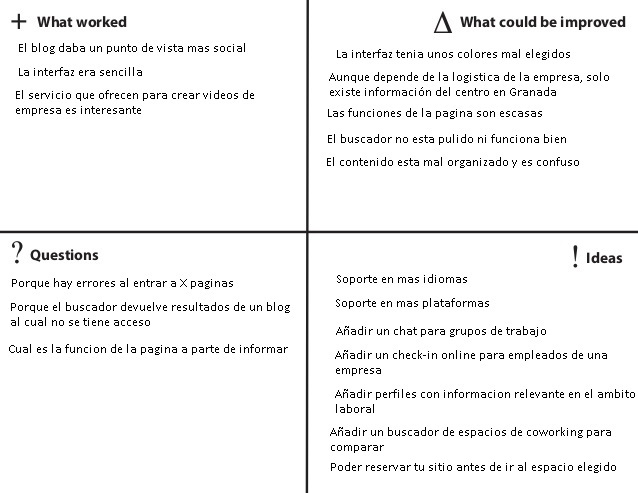 + What worked
El blog daba un punto de vista mas social
La interfaz era sencilla
El servicio que ofrecen para crear videos de
empresa es interesante
Δ What could be improved
La interfaz tenia unos colores mal elegidos
Aunque depende de la logistica de la empresa, solo
existe información del centro en Granada
Las funciones de la pagina son escasas
El buscador no esta pulido ni funciona bien
El contenido esta mal organizado y es confuso
? Questions
Porque hay errores al entrar a X paginas
Porque el buscador devuelve resultados de un blog
al cual no se tiene acceso
Cual es la funcion de la pagina a parte de informar
! Ideas
Soporte en mas idiomas
Soporte en mas plataformas
Añadir un chat para grupos de trabajo
Añadir un check-in online para empleados de una
empresa
Añadir perfiles con informacion relevante en el ambito
laboral
Añadir un buscador de espacios de coworking para
comparar
Poder reservar tu sitio antes de ir al espacio elegido